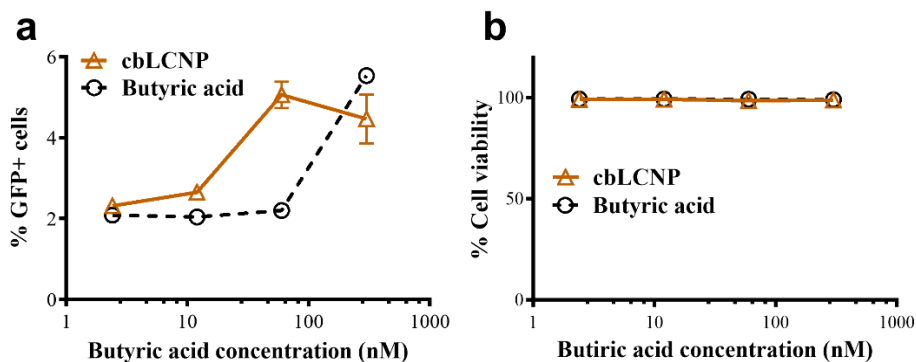 a
cbLCNP
Butyric acid
% GFP+ cells
6
4
2
0
1
10
100
1000
Butyric acid concentration (nM)
b
% Cell viability
100
50
0
cbLCNP
Butyric acid
1
10
100
1000
Butiric acid concentration (nM)